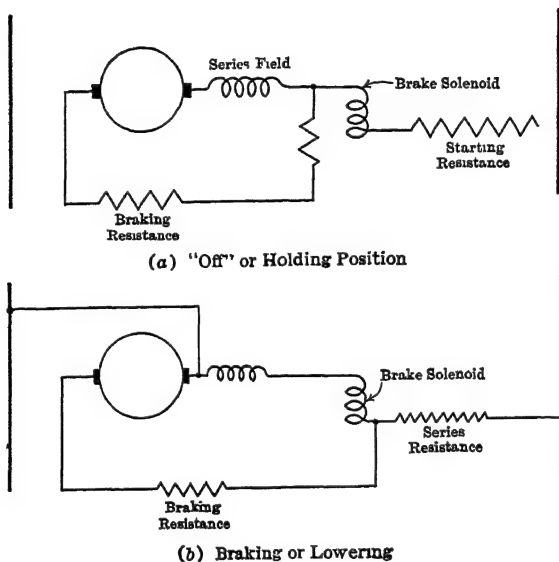 Series Field
Brake Solenoid
Starting
Resistance
Braking
Resistance
(a) "Off" or Holding Position
Brake Solenoid
Series
Resistance
Braking
Resistance
(b) Braking or Lowering